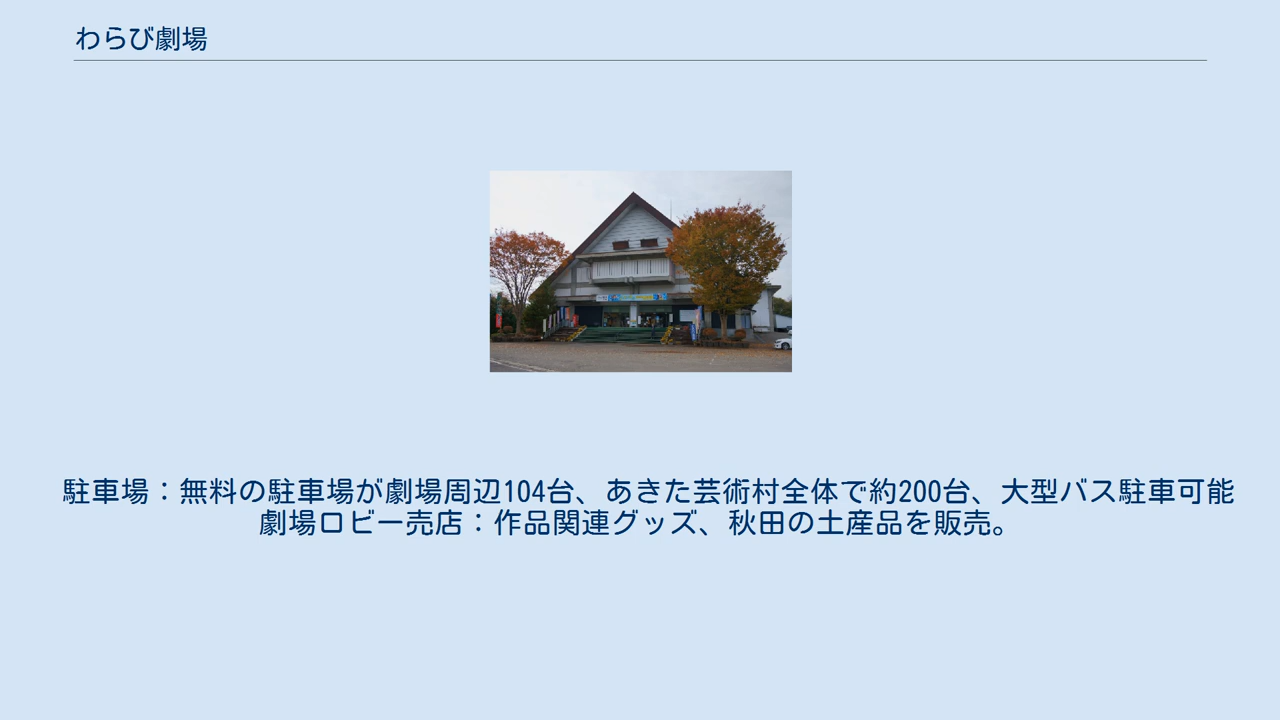 わらび劇場
駐車場：無料の駐車場が劇場周辺104台、あきた芸術村全体で約200台、大型バス駐車可能
劇場ロビー売店：作品関連グッズ、秋田の土産品を販売。